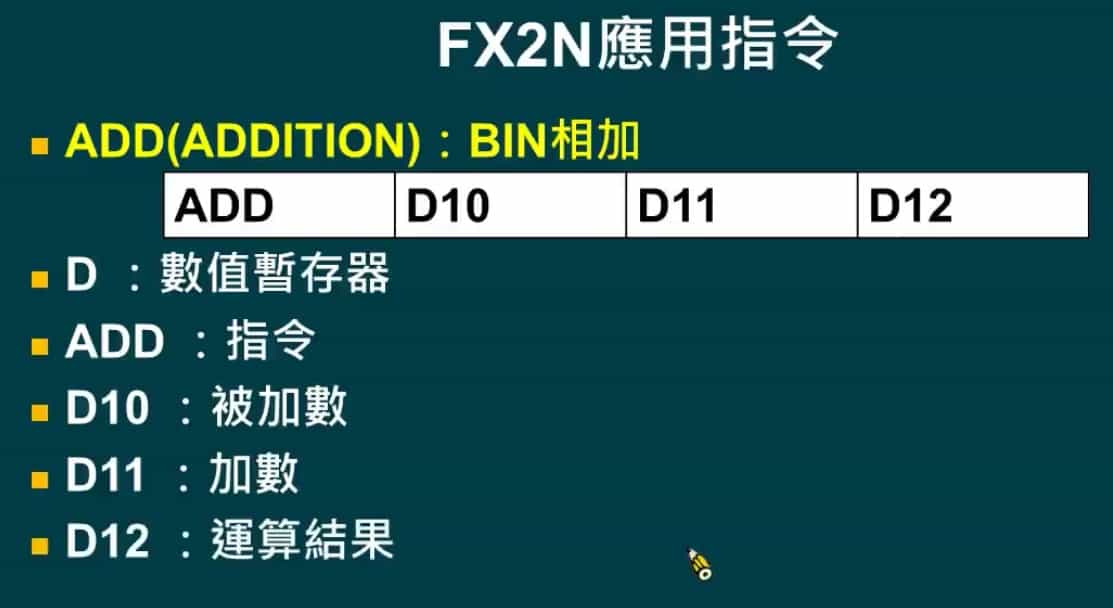 FX2N應用指令
ADD(ADDITION)：BIN相加
ADD D10 D11 D12
D ：數值暫存器
ADD ：指令
D10 ：被加數
D11 ：加數
D12 ：運算結果